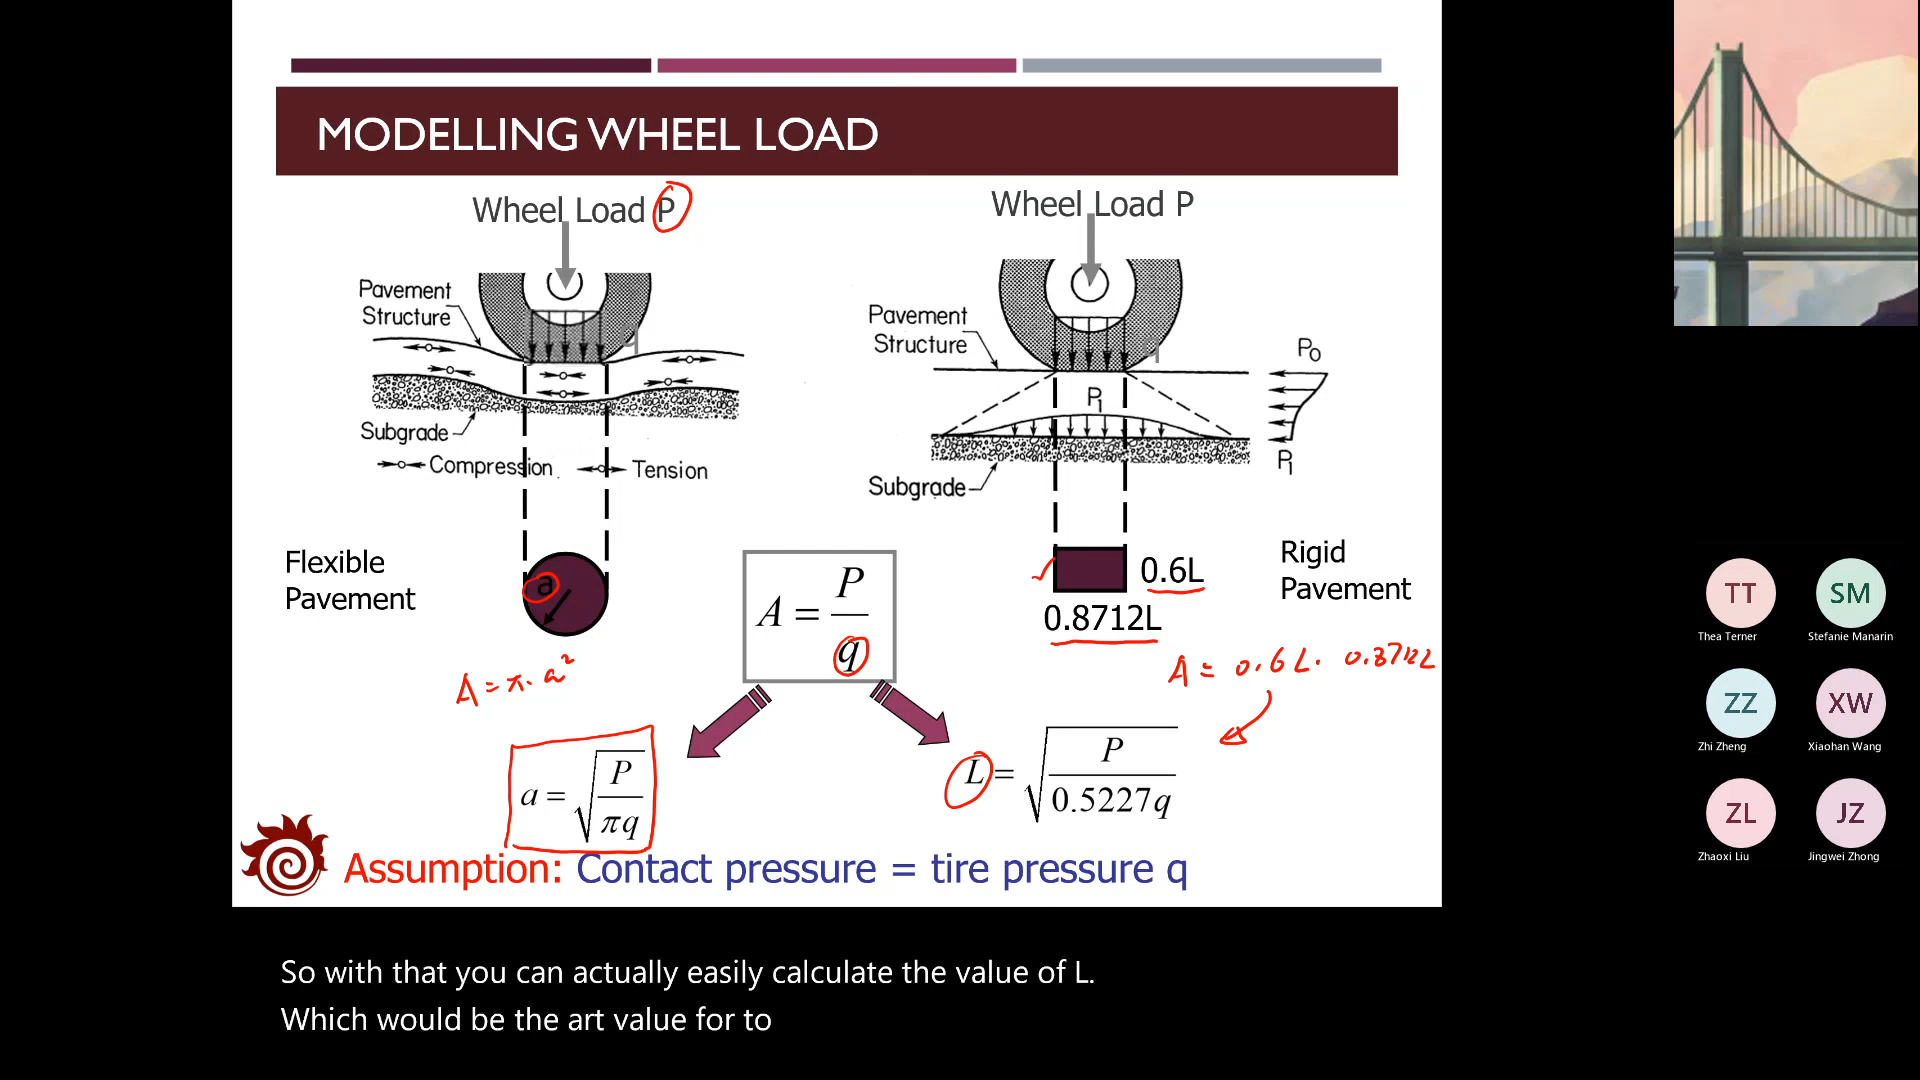 MODELLING WHEEL LOAD
Wheel Load P
Wheel Load P
Pavement
Structure
q
Subgrade
Compression
Tension
Pavement
Structure
q
P₁
Subgrade
P₀
P₁
Flexible
Pavement
a
A = P/q
0.6L
0.8712L
Rigid
Pavement
A = π·a²
A = 0.6L · 0.8712L
a = √(P/πq)
L = √(P/0.5227q)
Assumption: Contact pressure = tire pressure q
So with that you can actually easily calculate the value of L.
Which would be the art value for to
TT
Thea Terner
SM
Stefanie Manarin
ZZ
Zhi Zheng
XW
Xiaohan Wang
ZL
Zhaoxi Liu
JZ
Jingwei Zhong